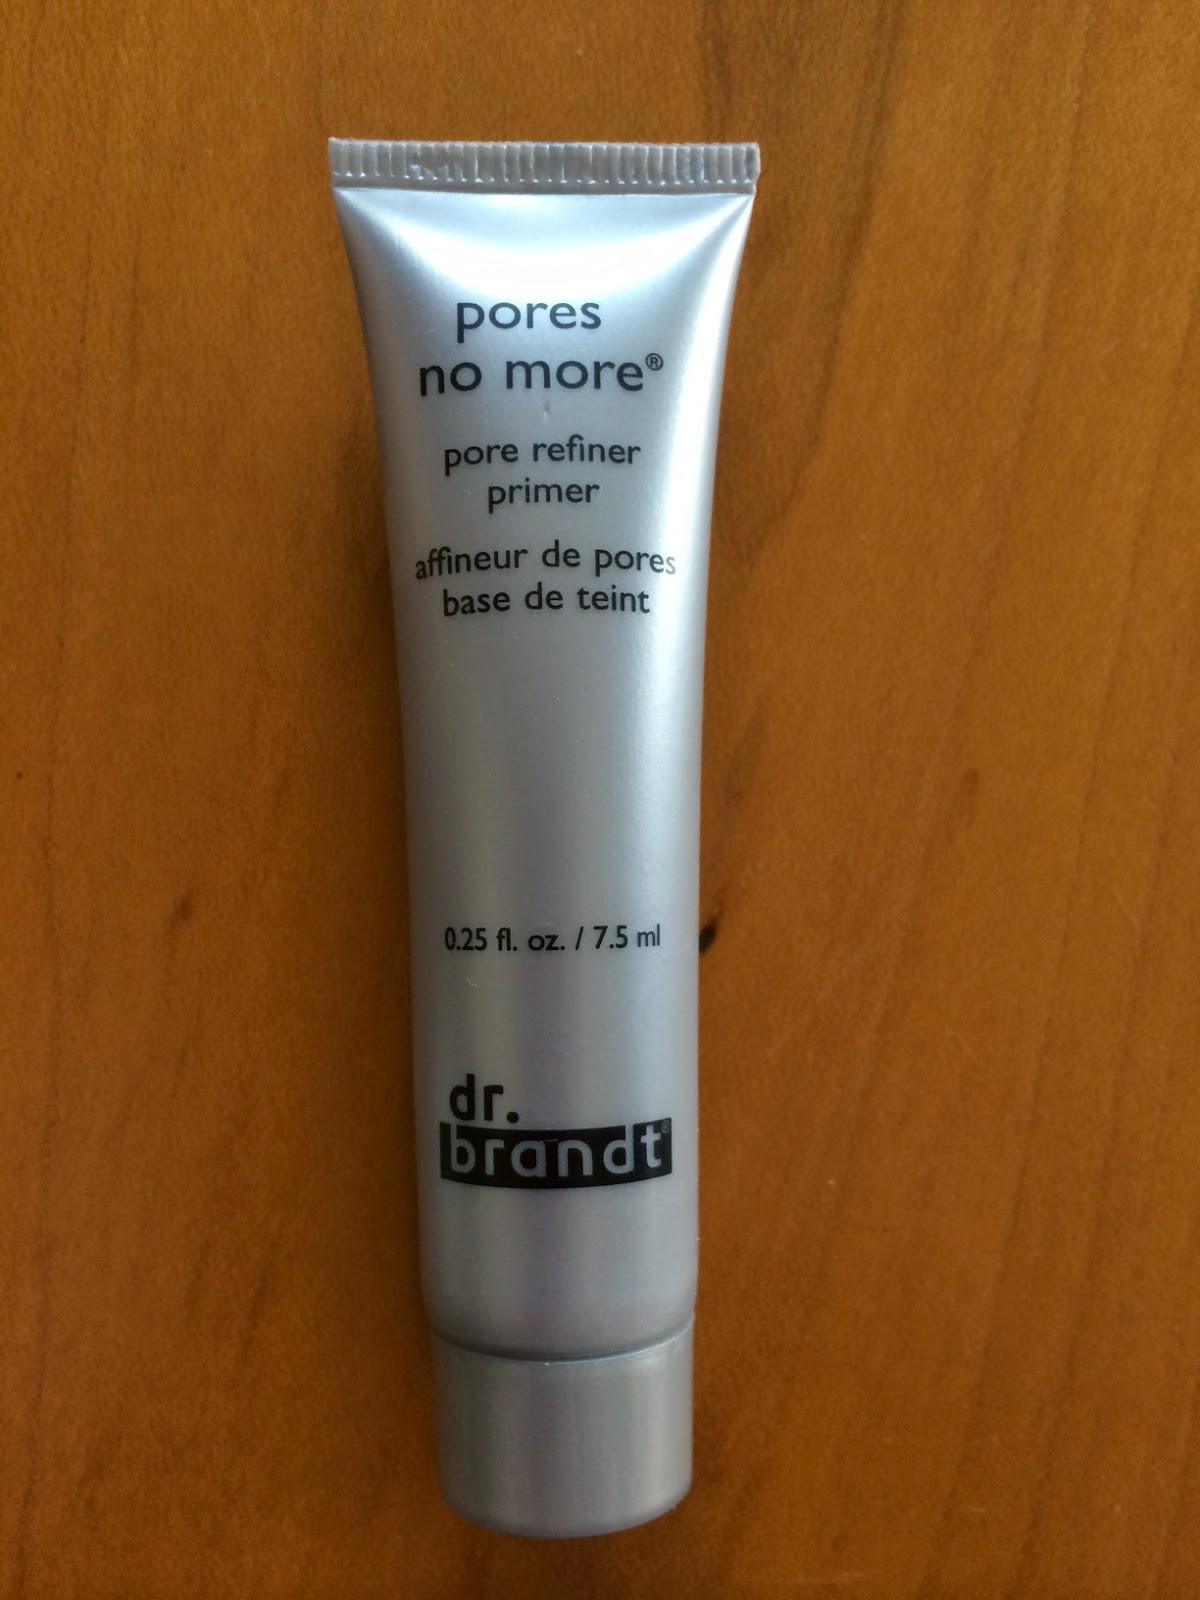 pores
no more®
pore refiner
primer
affineur de pores
base de teint
0.25 fl. oz. / 7.5 ml
dr.
brandt®